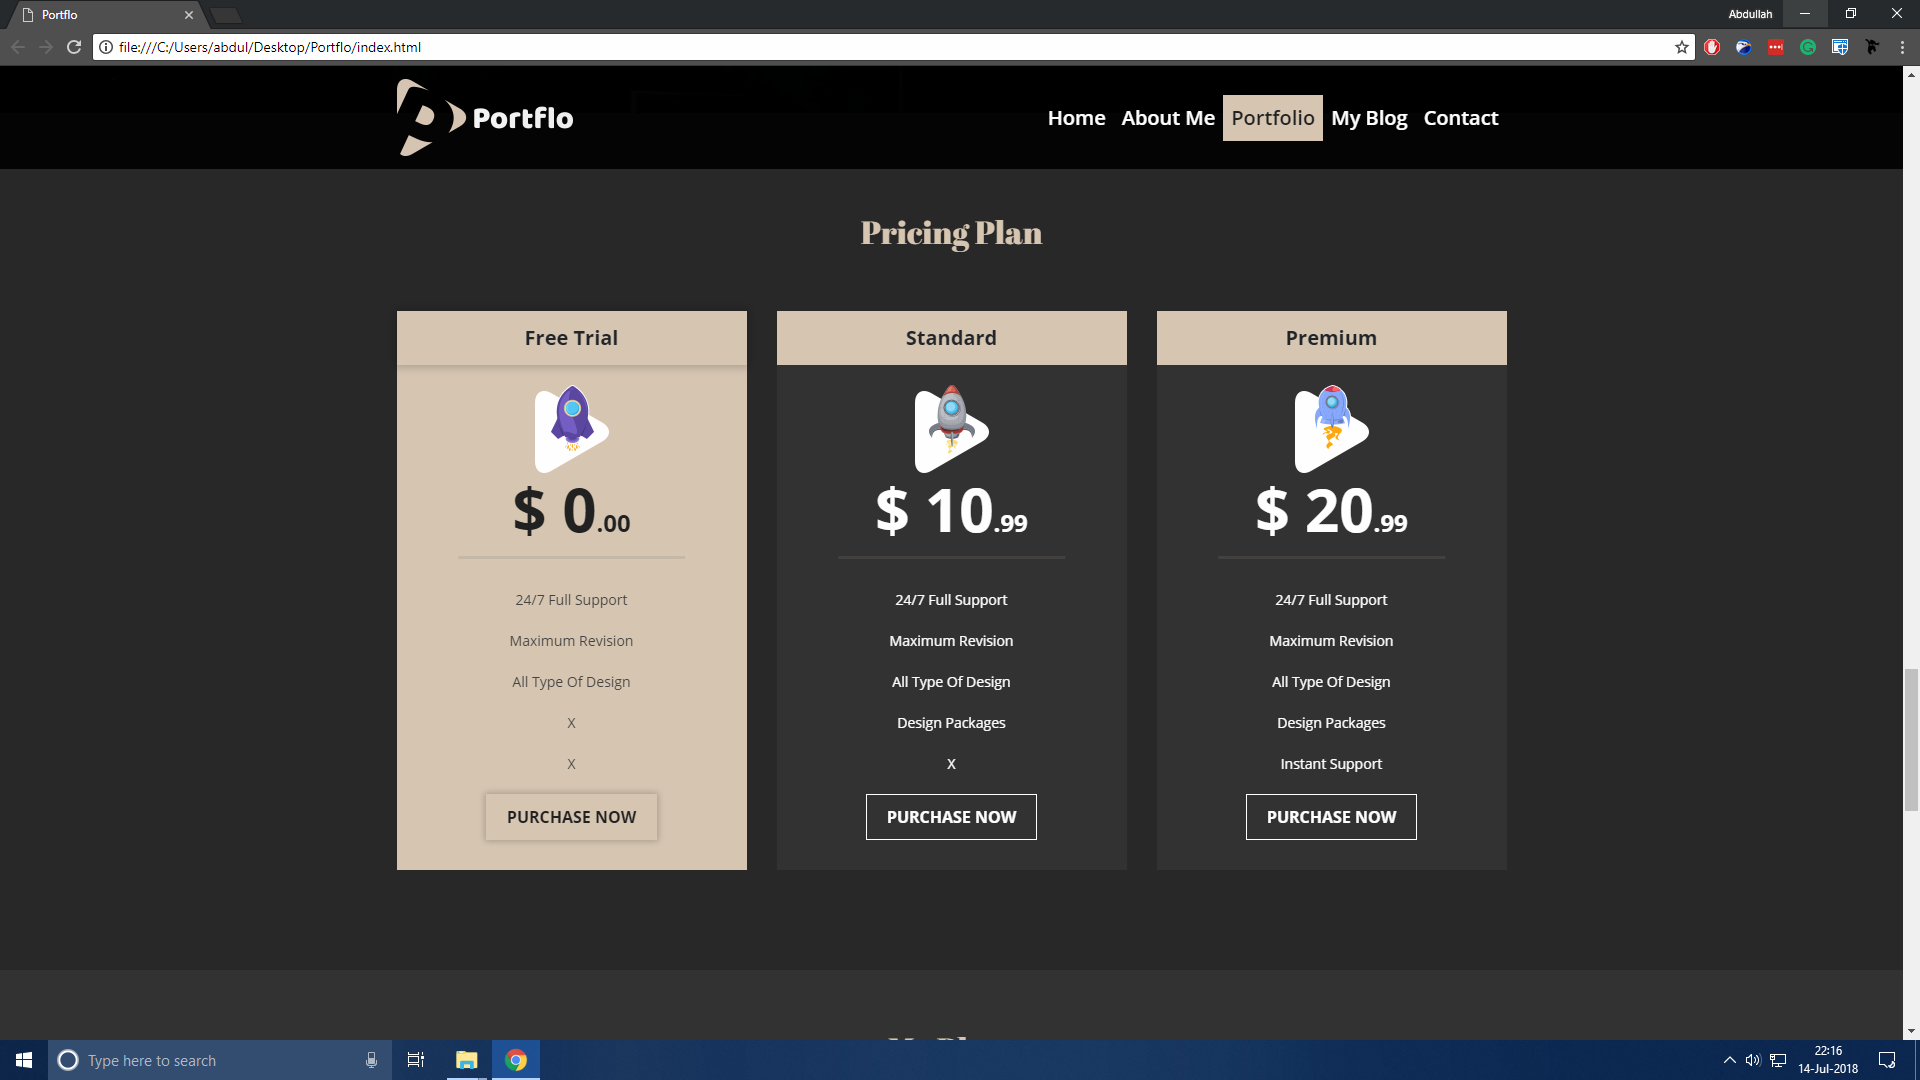 Portflo
Abdullah
file:///C:/Users/abdul/Desktop/Portflo/index.html
Portflo
Home About Me Portfolio My Blog Contact
Pricing Plan
Free Trial
$ 0.00
24/7 Full Support
Maximum Revision
All Type Of Design
X
X
PURCHASE NOW
Standard
$ 10.99
24/7 Full Support
Maximum Revision
All Type Of Design
Design Packages
X
PURCHASE NOW
Premium
$ 20.99
24/7 Full Support
Maximum Revision
All Type Of Design
Design Packages
Instant Support
PURCHASE NOW
Type here to search
22:16
14-Jul-2018